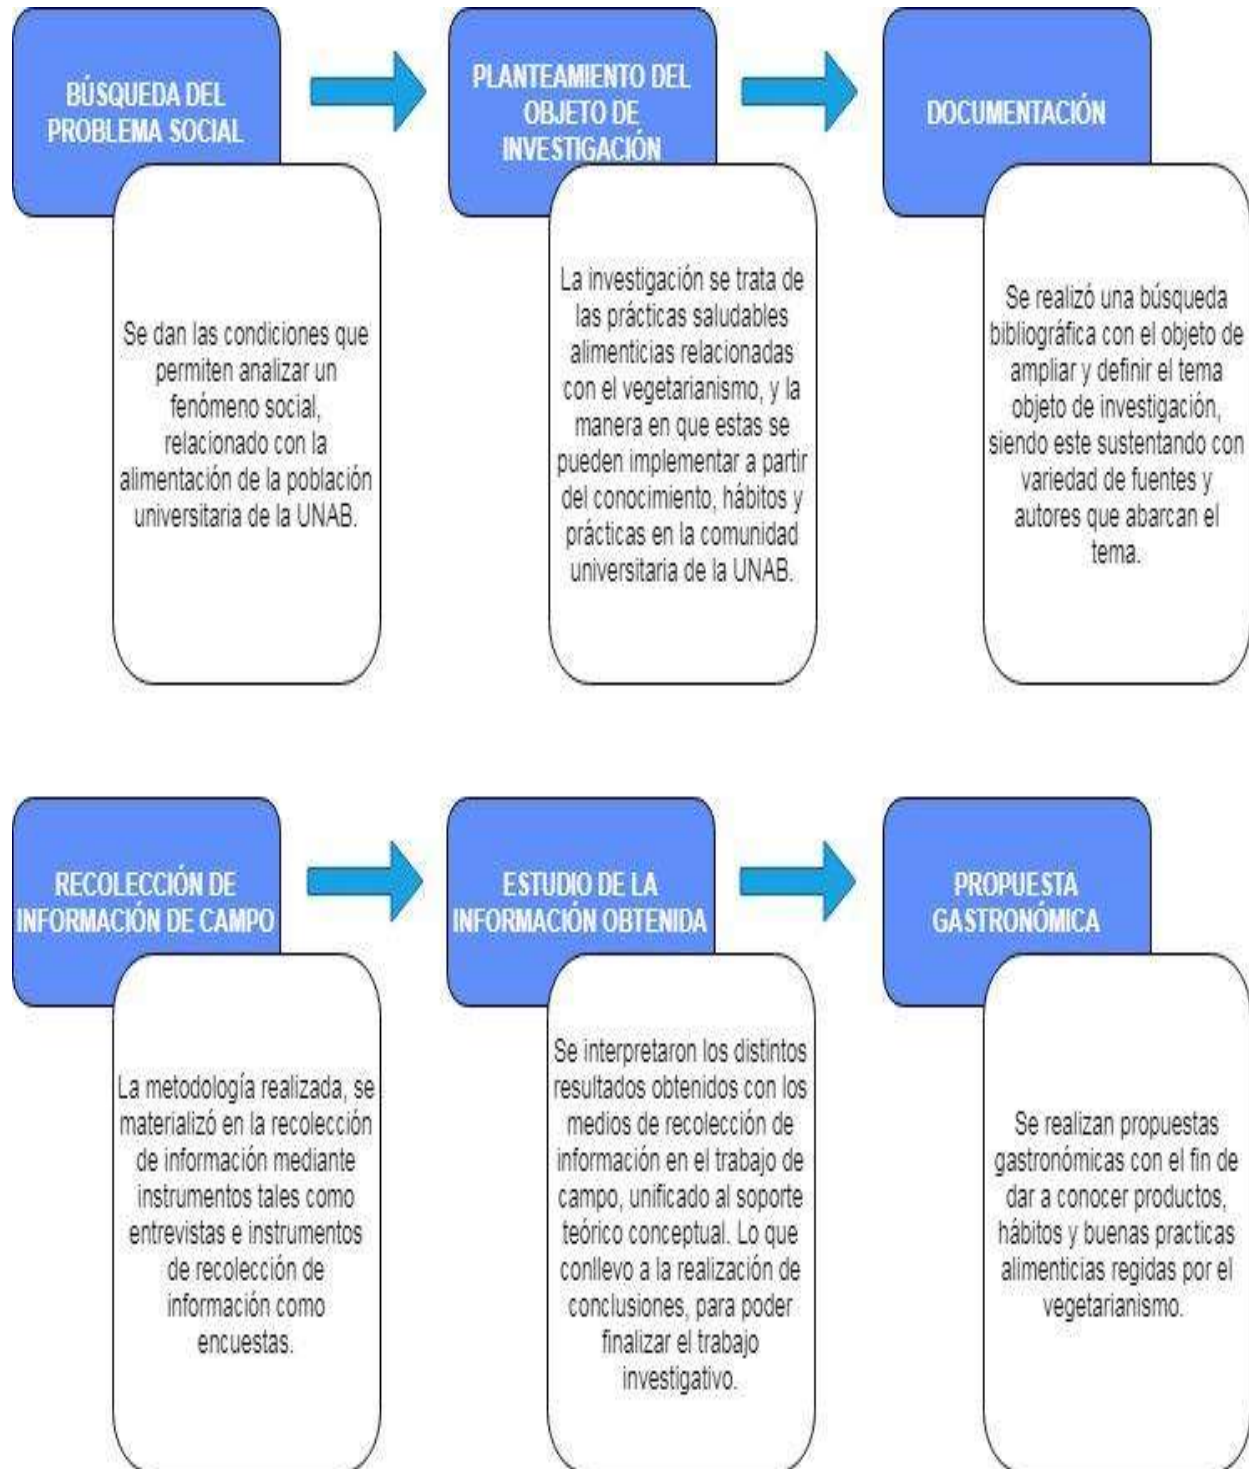 BÚSQUEDA DEL
PROBLEMA SOCIAL
Se dan las condiciones que
permiten analizar un
fenómeno social,
relacionado con la
alimentación de la población
universitaria de la UNAB.
PLANTEAMIENTO DEL
OBJETO DE
INVESTIGACIÓN
La investigación se trata de
las prácticas saludables
alimenticias relacionadas
con el vegetarianismo, y la
manera en que estas se
pueden implementar a partir
del conocimiento, hábitos y
prácticas en la comunidad
universitaria de la UNAB.
DOCUMENTACIÓN
Se realizó una búsqueda
bibliográfica con el objeto de
ampliar y definir el tema
objeto de investigación,
siendo este sustentando con
variedad de fuentes y
autores que abarcan el
tema.
RECOLECCIÓN DE
INFORMACIÓN DE CAMPO
La metodología realizada, se
materializó en la recolección
de información mediante
instrumentos tales como
entrevistas e instrumentos
de recolección de
información como
encuestas.
ESTUDIO DE LA
INFORMACIÓN OBTENIDA
Se interpretaron los distintos
resultados obtenidos con los
medios de recolección de
información en el trabajo de
campo, unificado al soporte
teórico conceptual. Lo que
conllevo a la realización de
conclusiones, para poder
finalizar el trabajo
investigativo.
PROPUESTA
GASTRONÓMICA
Se realizan propuestas
gastronómicas con el fin de
dar a conocer productos,
hábitos y buenas practicas
alimenticias regidas por el
vegetarianismo.